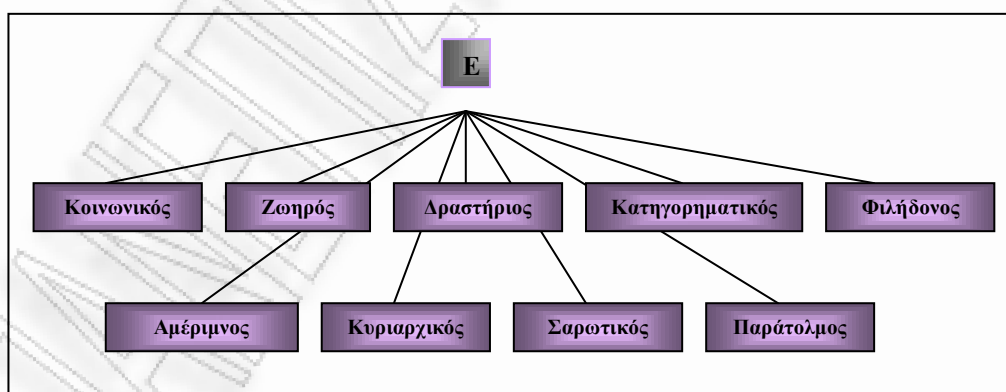 E
Κοινωνικός Ζωηρός Δραστήριος Κατηγορηματικός Φιλήδονος
Αμέριμνος Κυριαρχικός Σαρωτικός Παράτολμος